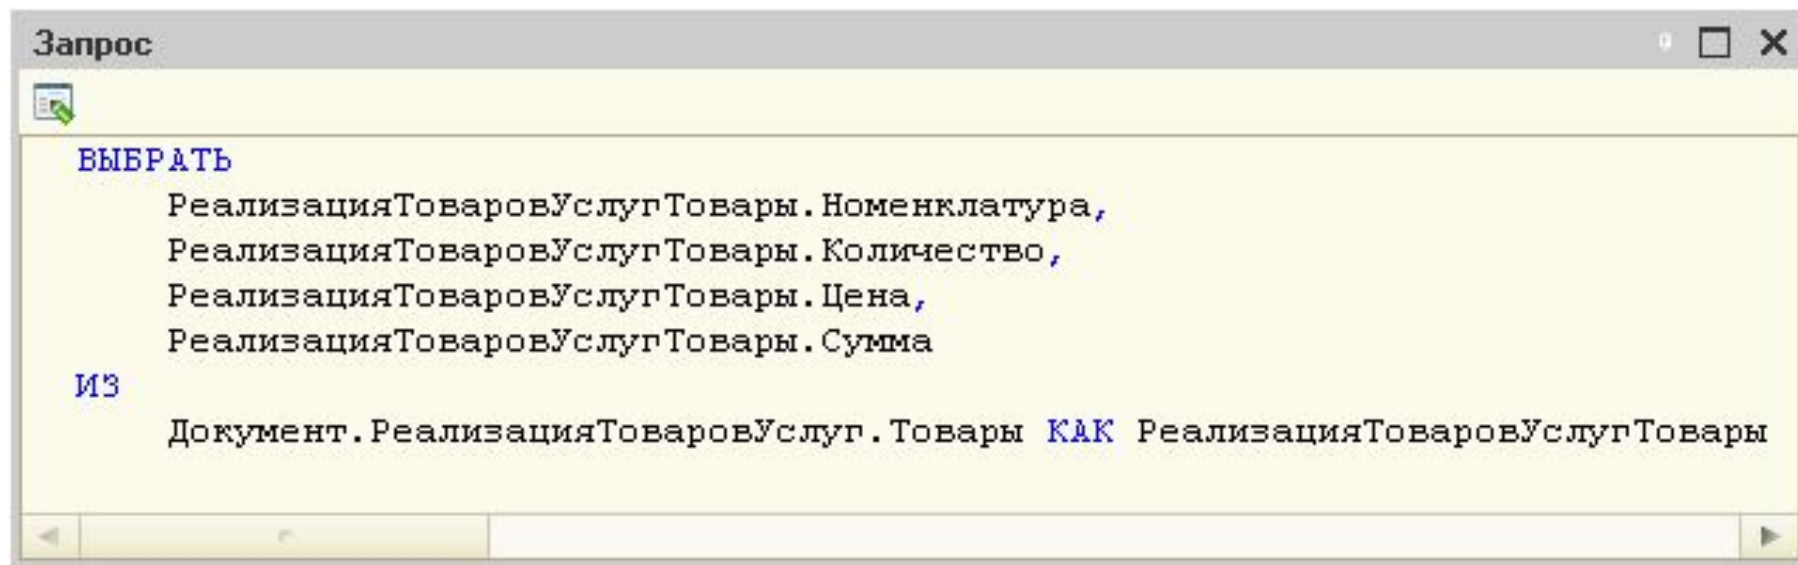 Запрос
ВЫБРАТЬ
РеализацияТоваровУслугТовары.Номенклатура,
РеализацияТоваровУслугТовары.Количество,
РеализацияТоваровУслугТовары.Цена,
РеализацияТоваровУслугТовары.Сумма
ИЗ
Документ.РеализацияТоваровУслуг.Товары КАК РеализацияТоваровУслугТовары